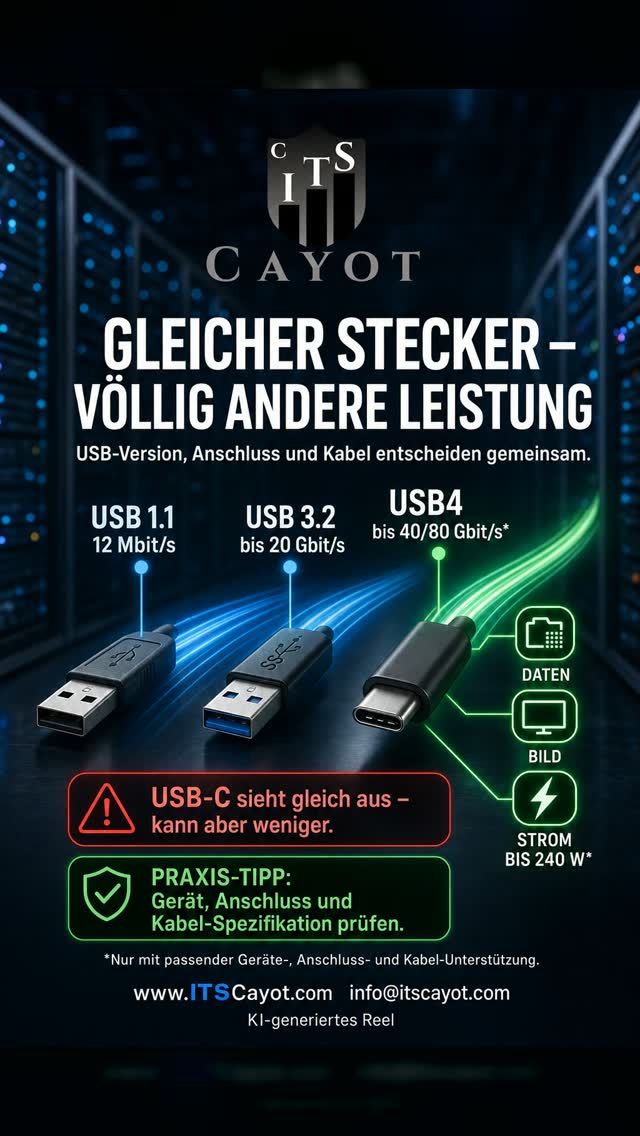 C ITS
CAYOT
GLEICHER STECKER –
VÖLLIG ANDERE LEISTUNG
USB-Version, Anschluss und Kabel entscheiden gemeinsam.
USB 1.1
12 Mbit/s
USB 3.2
bis 20 Gbit/s
USB4
bis 40/80 Gbit/s*
SS
DATEN
BILD
STROM
BIS 240 W*
USB-C sieht gleich aus –
kann aber weniger.
PRAXIS-TIPP:
Gerät, Anschluss und
Kabel-Spezifikation prüfen.
*Nur mit passender Geräte-, Anschluss- und Kabel-Unterstützung.
www.ITSCayot.com info@itscayot.com
KI-generiertes Reel